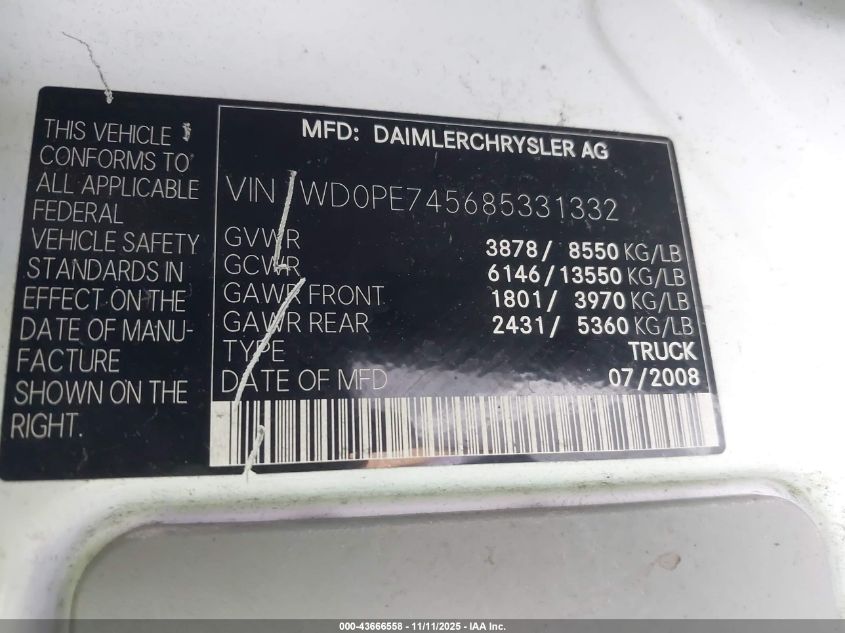 THIS VEHICLE
CONFORMS TO
ALL APPLICABLE
FEDERAL
VEHICLE SAFETY
STANDARDS IN
EFFECT ON THE
DATE OF MANU-
FACTURE
SHOWN ON THE
RIGHT.
MFD: DAIMLERCHRYSLER AG
VIN WD0PE745685331332
GVWR 3878/ 8550 KG/LB
GCWR 6146/13550 KG/LB
GAWR FRONT 1801/ 3970 KG/LB
GAWR REAR 2431/ 5360 KG/LB
TYPE TRUCK
DATE OF MFD 07/2008
000-43666558 - 11/11/2025 - IAA Inc.